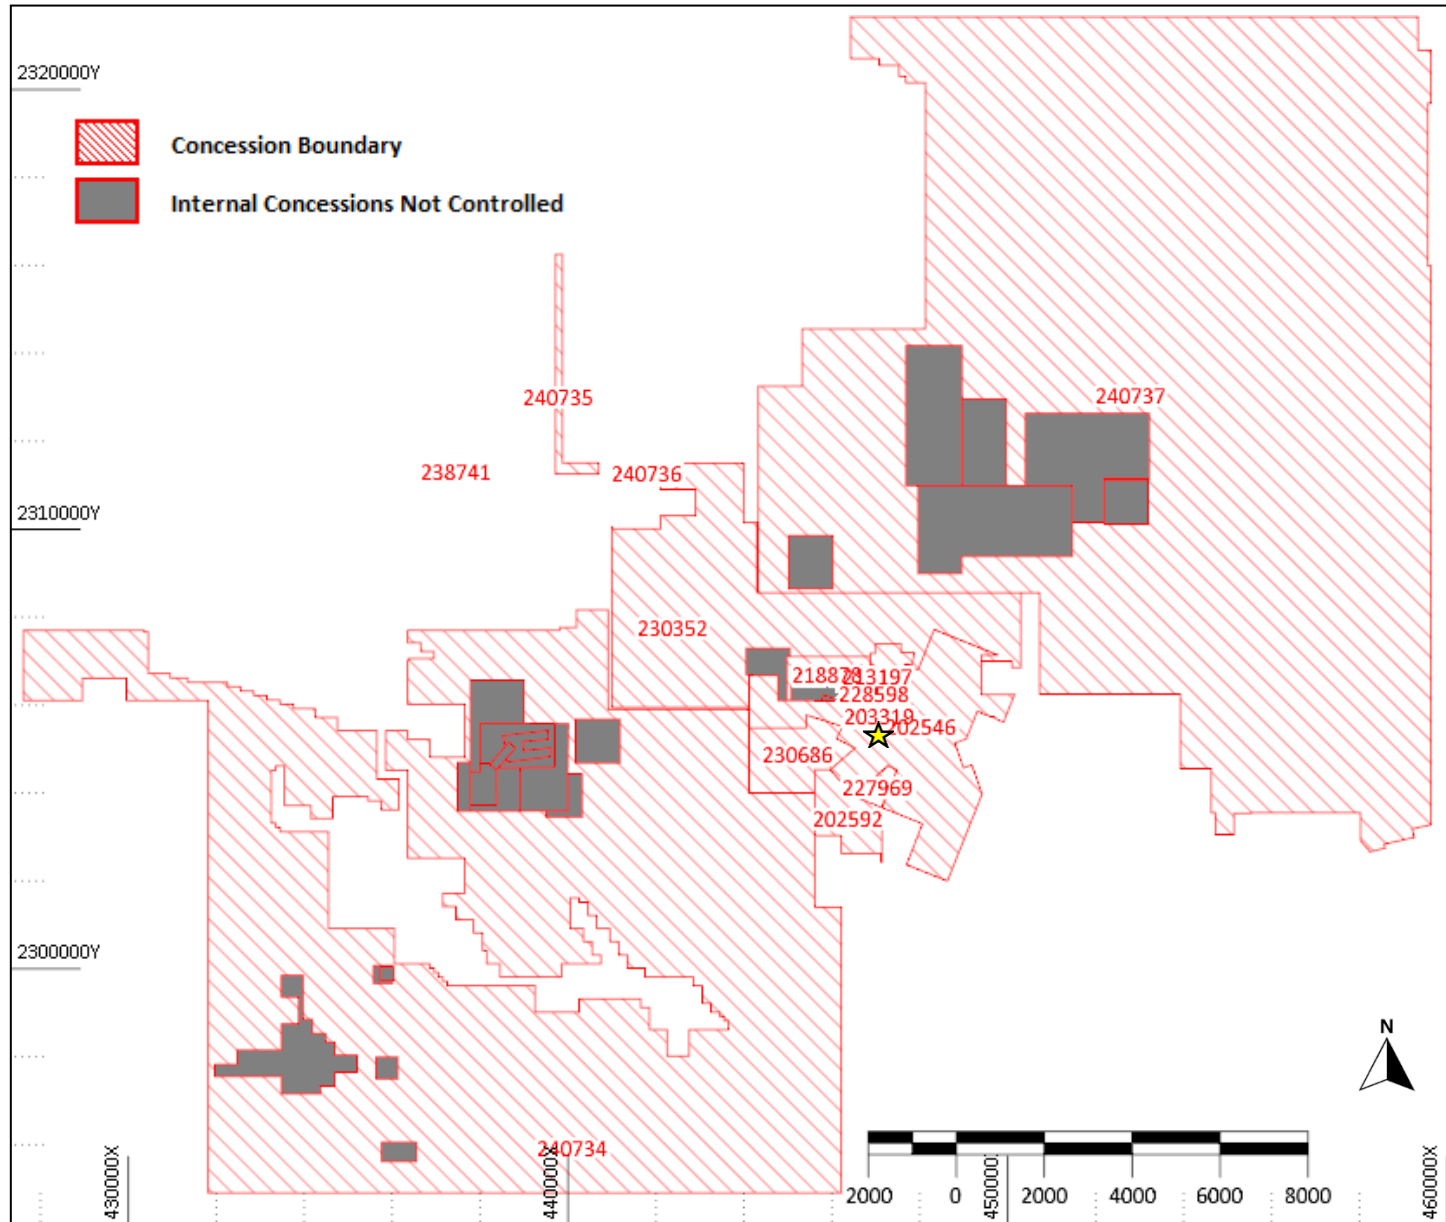 2320000Y
Concession Boundary
Internal Concessions Not Controlled
240735
240737
238741
240736
2310000Y
230352
218878
213197
228598
203319
202546
230686
227969
202592
2300000Y
N
240734
430000X
440000X
450000X
460000X
2000 0 2000 4000 6000 8000